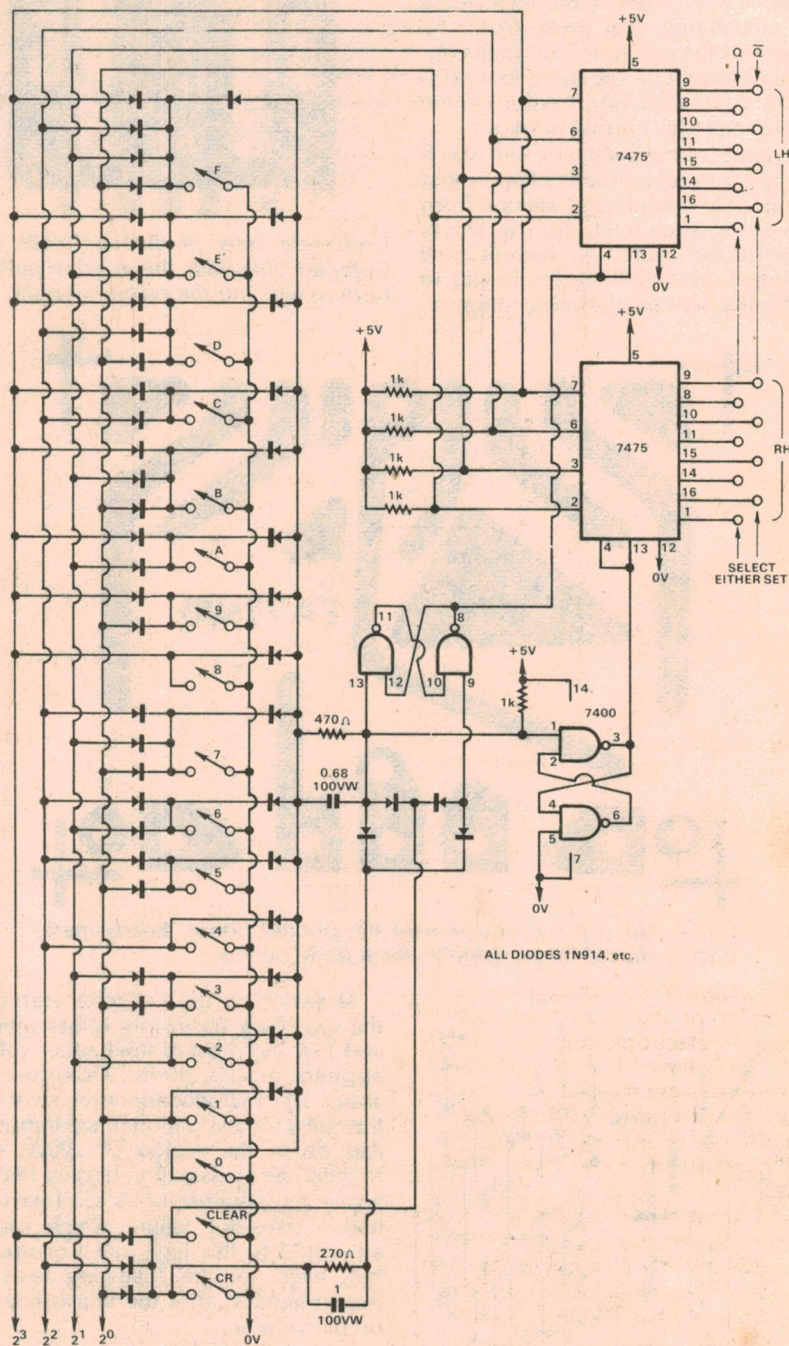 +5V
5
Q Q̅
7
9
8
6
10
7475
11
LH
3
15
14
2
16
1
4
13
12
0V
F
E
D
C
B
A
9
8
7
6
5
4
3
2
1
0
CLEAR
CR
+5V
+5V
5
1k
7
9
8
1k
6
10
7475
11
RH
1k
3
15
14
1k
2
16
1
4
13
12
0V
SELECT
EITHER SET
11
8
13
12
10
9
+5V
14
1k
7400
470Ω
1
3
2
0.68
100VW
4
6
5
7
0V
ALL DIODES 1N914, etc.
270Ω
1
100VW
2³ 2² 2¹ 2⁰ 0V